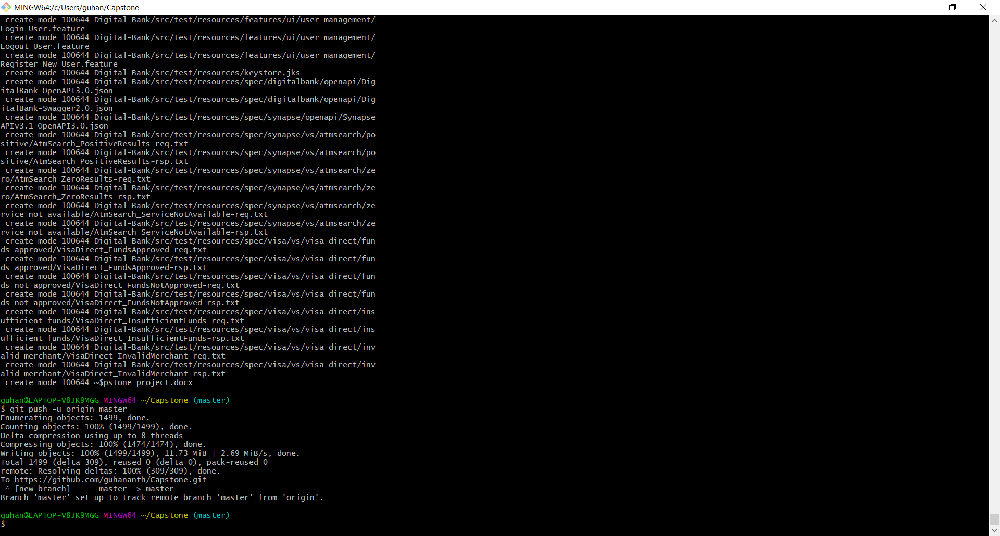 MINGW64:/c/Users/guhan/Capstone
 create mode 100644 Digital-Bank/src/test/resources/features/ui/user management/
Login User.feature
 create mode 100644 Digital-Bank/src/test/resources/features/ui/user management/
Logout User.feature
 create mode 100644 Digital-Bank/src/test/resources/features/ui/user management/
Register New User.feature
 create mode 100644 Digital-Bank/src/test/resources/keystore.jks
 create mode 100644 Digital-Bank/src/test/resources/spec/digitalbank/openapi/Dig
italBank-OpenAPI3.0.json
 create mode 100644 Digital-Bank/src/test/resources/spec/digitalbank/openapi/Dig
italBank-Swagger2.0.json
 create mode 100644 Digital-Bank/src/test/resources/spec/synapse/openapi/Synapse
APIv3.1-OpenAPI3.0.json
 create mode 100644 Digital-Bank/src/test/resources/spec/synapse/vs/atmsearch/po
sitive/AtmSearch_PositiveResults-req.txt
 create mode 100644 Digital-Bank/src/test/resources/spec/synapse/vs/atmsearch/po
sitive/AtmSearch_PositiveResults-rsp.txt
 create mode 100644 Digital-Bank/src/test/resources/spec/synapse/vs/atmsearch/ze
ro/AtmSearch_ZeroResults-req.txt
 create mode 100644 Digital-Bank/src/test/resources/spec/synapse/vs/atmsearch/ze
ro/AtmSearch_ZeroResults-rsp.txt
 create mode 100644 Digital-Bank/src/test/resources/spec/synapse/vs/atmsearch/ze
rvice not available/AtmSearch_ServiceNotAvailable-req.txt
 create mode 100644 Digital-Bank/src/test/resources/spec/synapse/vs/atmsearch/ze
rvice not available/AtmSearch_ServiceNotAvailable-rsp.txt
 create mode 100644 Digital-Bank/src/test/resources/spec/visa/vs/visa direct/fun
ds approved/VisaDirect_FundsApproved-req.txt
 create mode 100644 Digital-Bank/src/test/resources/spec/visa/vs/visa direct/fun
ds approved/VisaDirect_FundsApproved-rsp.txt
 create mode 100644 Digital-Bank/src/test/resources/spec/visa/vs/visa direct/fun
ds not approved/VisaDirect_FundsNotApproved-req.txt
 create mode 100644 Digital-Bank/src/test/resources/spec/visa/vs/visa direct/fun
ds not approved/VisaDirect_FundsNotApproved-rsp.txt
 create mode 100644 Digital-Bank/src/test/resources/spec/visa/vs/visa direct/ins
ufficient funds/VisaDirect_InsufficientFunds-req.txt
 create mode 100644 Digital-Bank/src/test/resources/spec/visa/vs/visa direct/ins
ufficient funds/VisaDirect_InsufficientFunds-rsp.txt
 create mode 100644 Digital-Bank/src/test/resources/spec/visa/vs/visa direct/inv
alid merchant/VisaDirect_InvalidMerchant-req.txt
 create mode 100644 Digital-Bank/src/test/resources/spec/visa/vs/visa direct/inv
alid merchant/VisaDirect_InvalidMerchant-rsp.txt
 create mode 100644 ~$pstone project.docx
guhan@LAPTOP-V8JK9MGG MINGW64 ~/Capstone (master)
$ git push -u origin master
Enumerating objects: 1499, done.
Counting objects: 100% (1499/1499), done.
Delta compression using up to 8 threads
Compressing objects: 100% (1474/1474), done.
Writing objects: 100% (1499/1499), 11.73 MiB | 2.69 MiB/s, done.
Total 1499 (delta 309), reused 0 (delta 0), pack-reused 0
remote: Resolving deltas: 100% (309/309), done.
To https://github.com/guhananth/Capstone.git
 * [new branch]      master -> master
Branch 'master' set up to track remote branch 'master' from 'origin'.
guhan@LAPTOP-V8JK9MGG MINGW64 ~/Capstone (master)
$